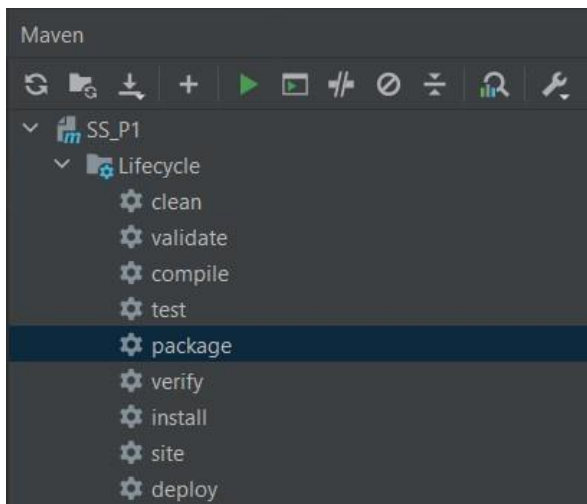 Maven
SS_P1
Lifecycle
clean
validate
compile
test
package
verify
install
site
deploy